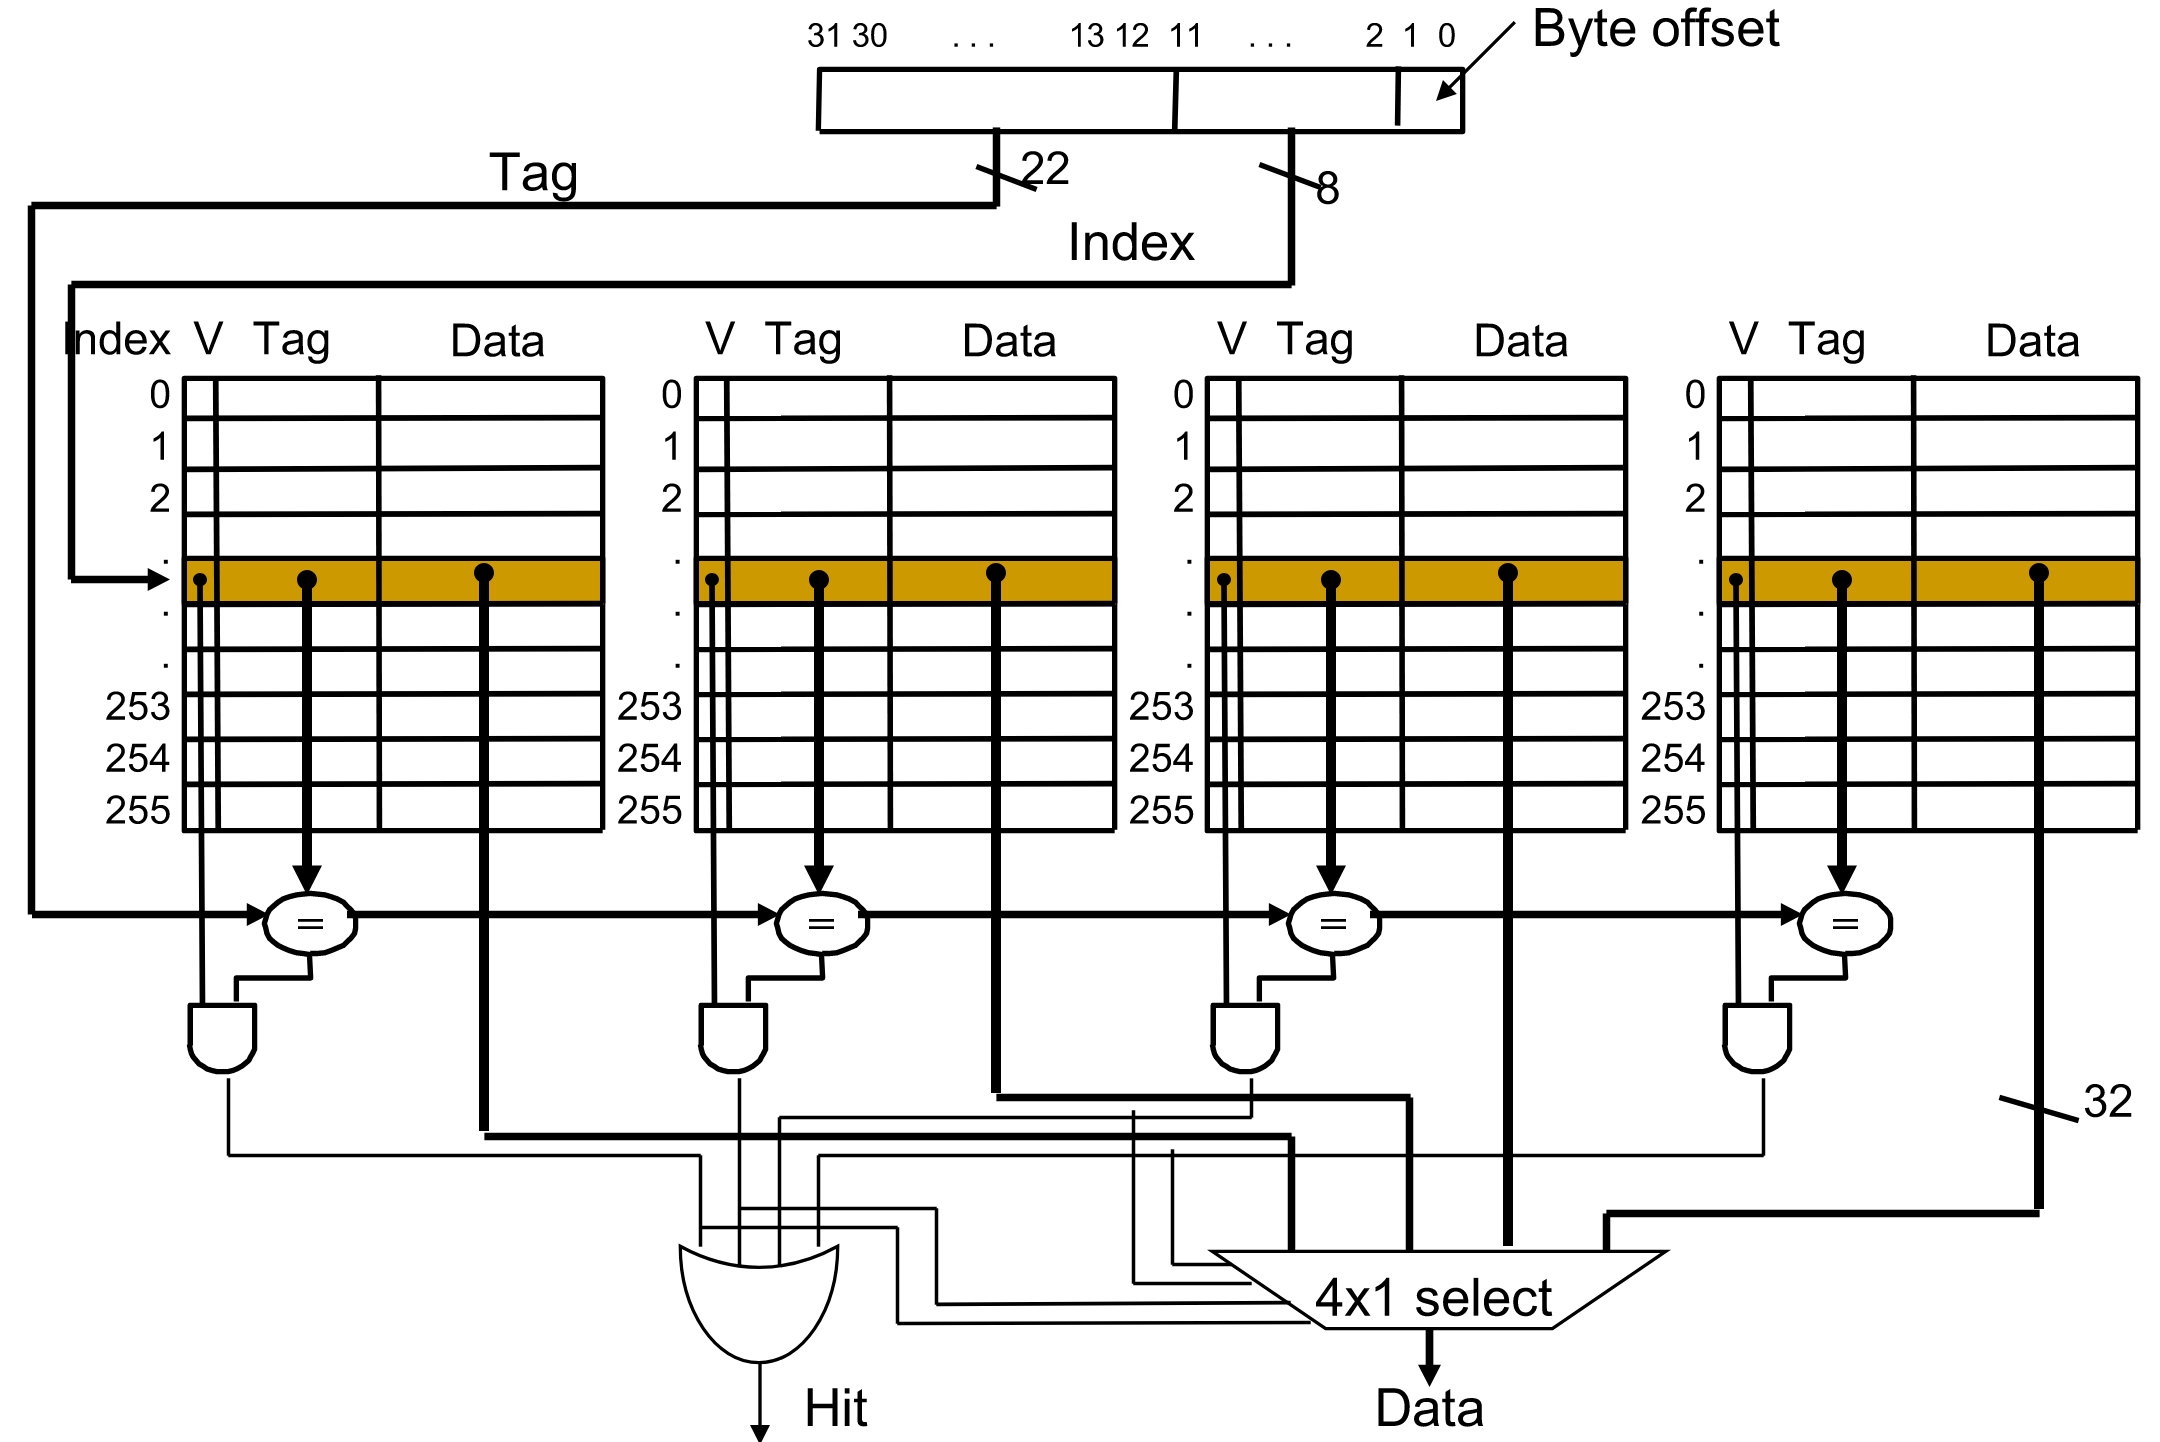 Byte offset
31 30 . . . 13 12 11 . . . 2 1 0
Tag
22
8
Index
Index V Tag Data V Tag Data V Tag Data V Tag Data
0 0 0 0
1 1 1 1
2 2 2 2
. . . .
. . . .
. . . .
253 253 253 253
254 254 254 254
255 255 255 255
= = = =
32
4x1 select
Hit
Data